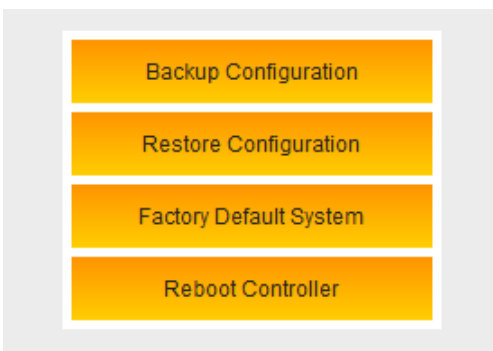 Backup Configuration
Restore Configuration
Factory Default System
Reboot Controller